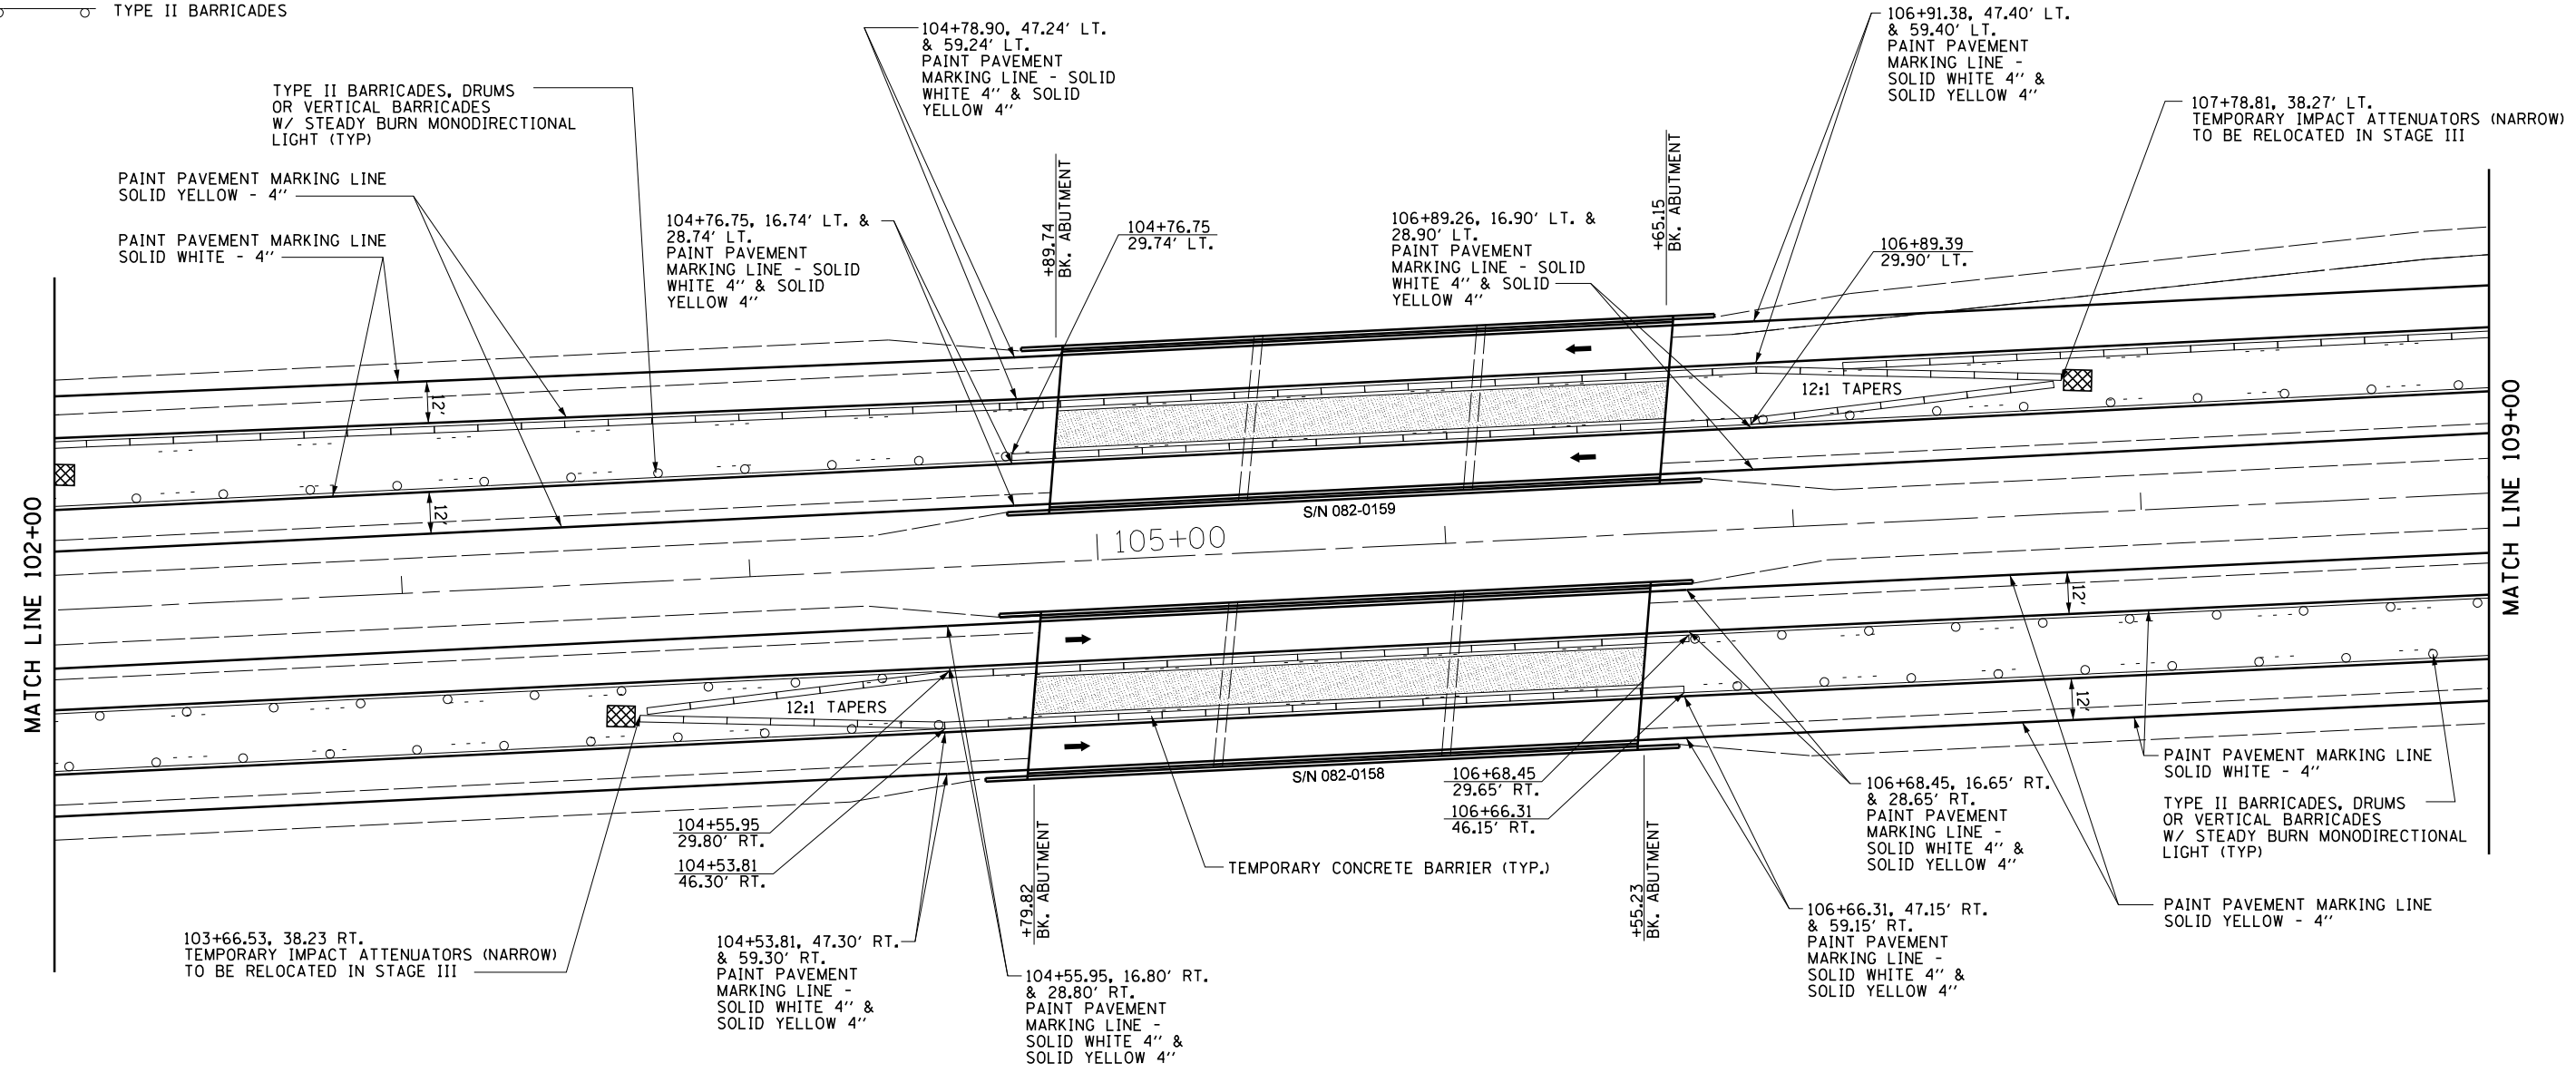 TYPE II BARRICADES
104+78.90, 47.24' LT.
& 59.24' LT.
PAINT PAVEMENT
MARKING LINE - SOLID
WHITE 4'' & SOLID
YELLOW 4''
106+91.38, 47.40' LT.
& 59.40' LT.
PAINT PAVEMENT
MARKING LINE -
SOLID WHITE 4'' &
SOLID YELLOW 4''
TYPE II BARRICADES, DRUMS
OR VERTICAL BARRICADES
W/ STEADY BURN MONODIRECTIONAL
LIGHT (TYP)
107+78.81, 38.27' LT.
TEMPORARY IMPACT ATTENUATORS (NARROW)
TO BE RELOCATED IN STAGE III
PAINT PAVEMENT MARKING LINE
SOLID YELLOW - 4''
PAINT PAVEMENT MARKING LINE
SOLID WHITE - 4''
104+76.75, 16.74' LT. &
28.74' LT.
PAINT PAVEMENT
MARKING LINE - SOLID
WHITE 4'' & SOLID
YELLOW 4''
+89.74
BK. ABUTMENT
104+76.75
29.74' LT.
106+89.26, 16.90' LT. &
28.90' LT.
PAINT PAVEMENT
MARKING LINE - SOLID
WHITE 4'' & SOLID
YELLOW 4''
+65.15
BK. ABUTMENT
106+89.39
29.90' LT.
12'
12:1 TAPERS
12'
S/N 082-0159
MATCH LINE 102+00
105+00
MATCH LINE 109+00
12'
12:1 TAPERS
12'
S/N 082-0158
104+55.95
29.80' RT.
104+53.81
46.30' RT.
+79.82
BK. ABUTMENT
106+68.45
29.65' RT.
106+66.31
46.15' RT.
TEMPORARY CONCRETE BARRIER (TYP.)
+55.23
BK. ABUTMENT
106+68.45, 16.65' RT.
& 28.65' RT.
PAINT PAVEMENT
MARKING LINE -
SOLID WHITE 4'' &
SOLID YELLOW 4''
PAINT PAVEMENT MARKING LINE
SOLID WHITE - 4''
TYPE II BARRICADES, DRUMS
OR VERTICAL BARRICADES
W/ STEADY BURN MONODIRECTIONAL
LIGHT (TYP)
PAINT PAVEMENT MARKING LINE
SOLID YELLOW - 4''
103+66.53, 38.23 RT.
TEMPORARY IMPACT ATTENUATORS (NARROW)
TO BE RELOCATED IN STAGE III
104+53.81, 47.30' RT.
& 59.30' RT.
PAINT PAVEMENT
MARKING LINE -
SOLID WHITE 4'' &
SOLID YELLOW 4''
104+55.95, 16.80' RT.
& 28.80' RT.
PAINT PAVEMENT
MARKING LINE -
SOLID WHITE 4'' &
SOLID YELLOW 4''
106+66.31, 47.15' RT.
& 59.15' RT.
PAINT PAVEMENT
MARKING LINE -
SOLID WHITE 4'' &
SOLID YELLOW 4''